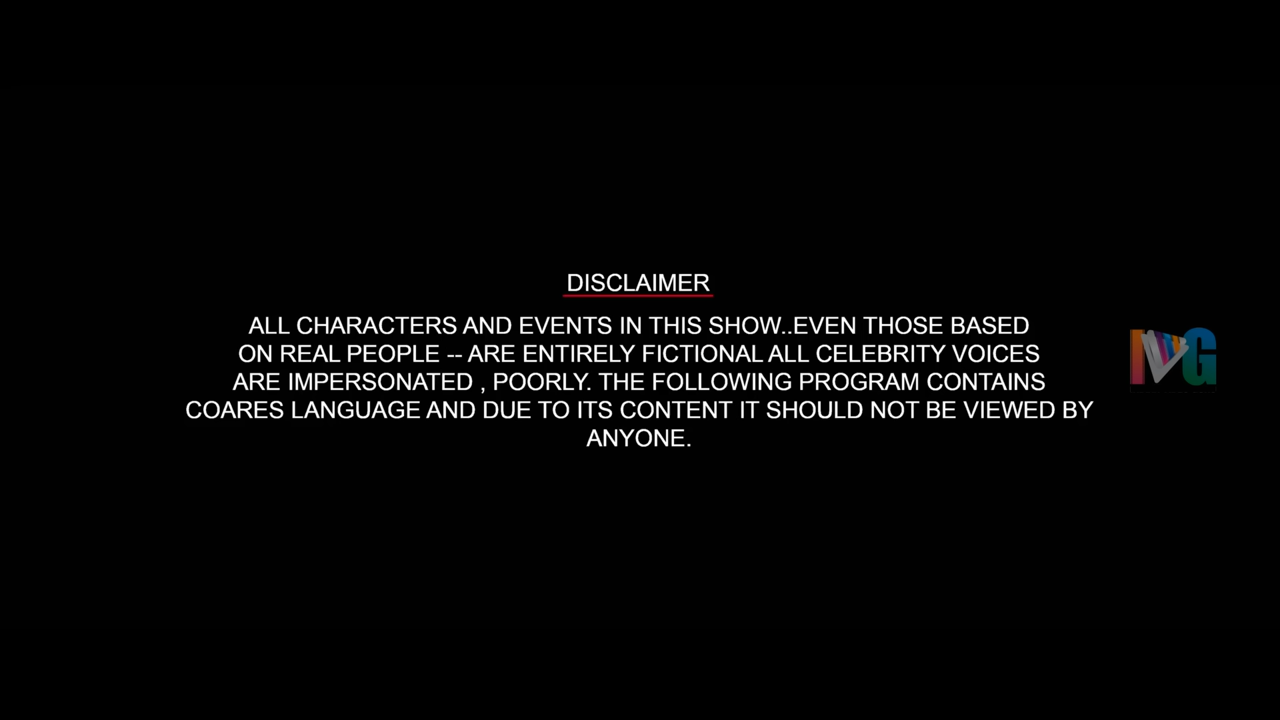 DISCLAIMER
ALL CHARACTERS AND EVENTS IN THIS SHOW..EVEN THOSE BASED
ON REAL PEOPLE -- ARE ENTIRELY FICTIONAL ALL CELEBRITY VOICES
ARE IMPERSONATED , POORLY. THE FOLLOWING PROGRAM CONTAINS
COARES LANGUAGE AND DUE TO ITS CONTENT IT SHOULD NOT BE VIEWED BY
ANYONE.